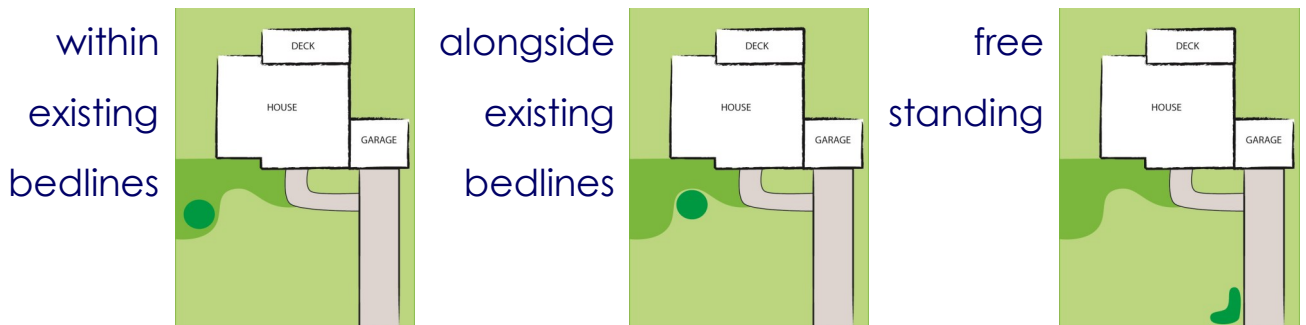 within
existing
bedlines
DECK
HOUSE
GARAGE
alongside
existing
bedlines
DECK
HOUSE
GARAGE
free
standing
DECK
HOUSE
GARAGE